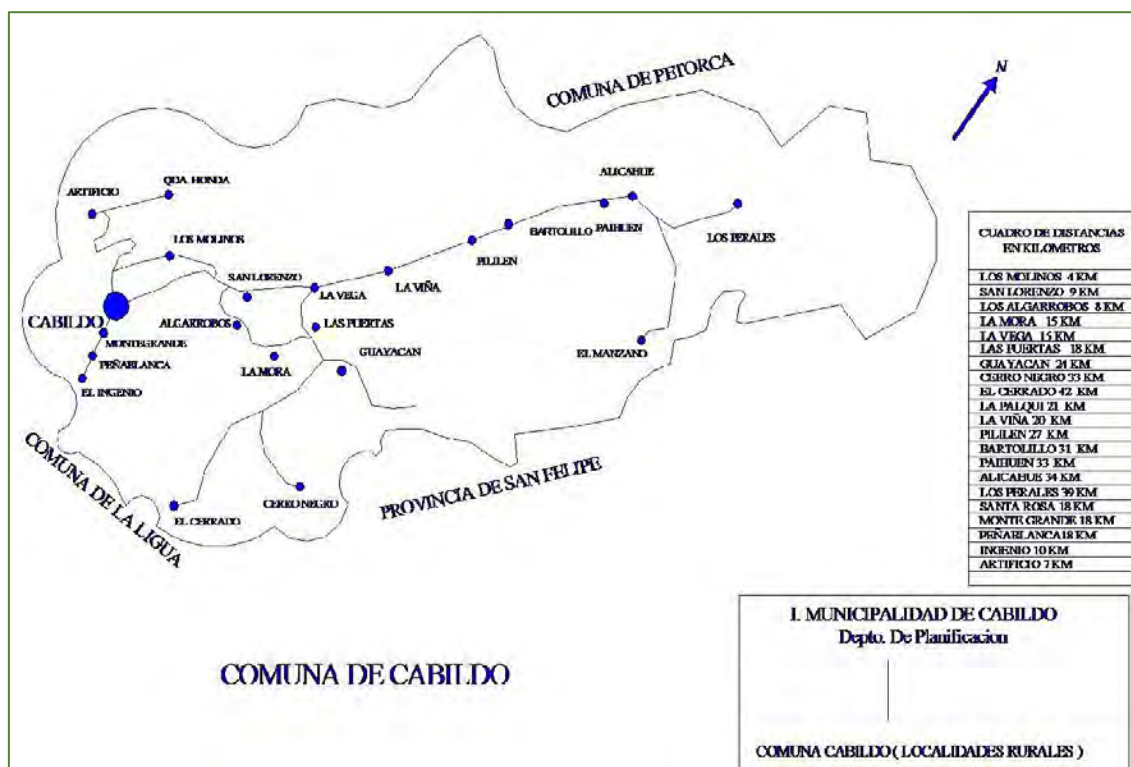 COMUNA DE PETORCA
N
ALICAHUE
QDA. HONDA
ARTIFICIO
LOS MOLINOS
BARTOLILLO
PAIHUEN
LOS PERALES
PILILEN
SAN LORENZO
LA VIÑA
LA VEGA
CABILDO
ALGARROBOS
LAS PUERTAS
MONTEGRANDE
GUAYACAN
EL MANZANO
PEÑABLANCA
LA MORA
EL INGENIO
COMUNA DE LA LIGUA
PROVINCIA DE SAN FELIPE
CERRO NEGRO
EL CERRADO
CUADRO DE DISTANCIAS
EN KILOMETROS
LOS MOLINOS 4 KM
SAN LORENZO 9 KM
LOS ALGARROBOS 8 KM
LA MORA 15 KM
LA VEGA 15 KM
LAS PUERTAS 18 KM
GUAYACAN 24 KM
CERRO NEGRO 33 KM
EL CERRADO 42 KM
LA PALQUI 21 KM
LA VIÑA 20 KM
PILILEN 27 KM
BARTOLILLO 31 KM
PAIHUEN 33 KM
ALICAHUE 34 KM
LOS PERALES 39 KM
SANTA ROSA 18 KM
MONTE GRANDE 18 KM
PEÑABLANCA 18 KM
INGENIO 10 KM
ARTIFICIO 7 KM
COMUNA DE CABILDO
I. MUNICIPALIDAD DE CABILDO
Depto. De Planificacion
COMUNA CABILDO ( LOCALIDADES RURALES )